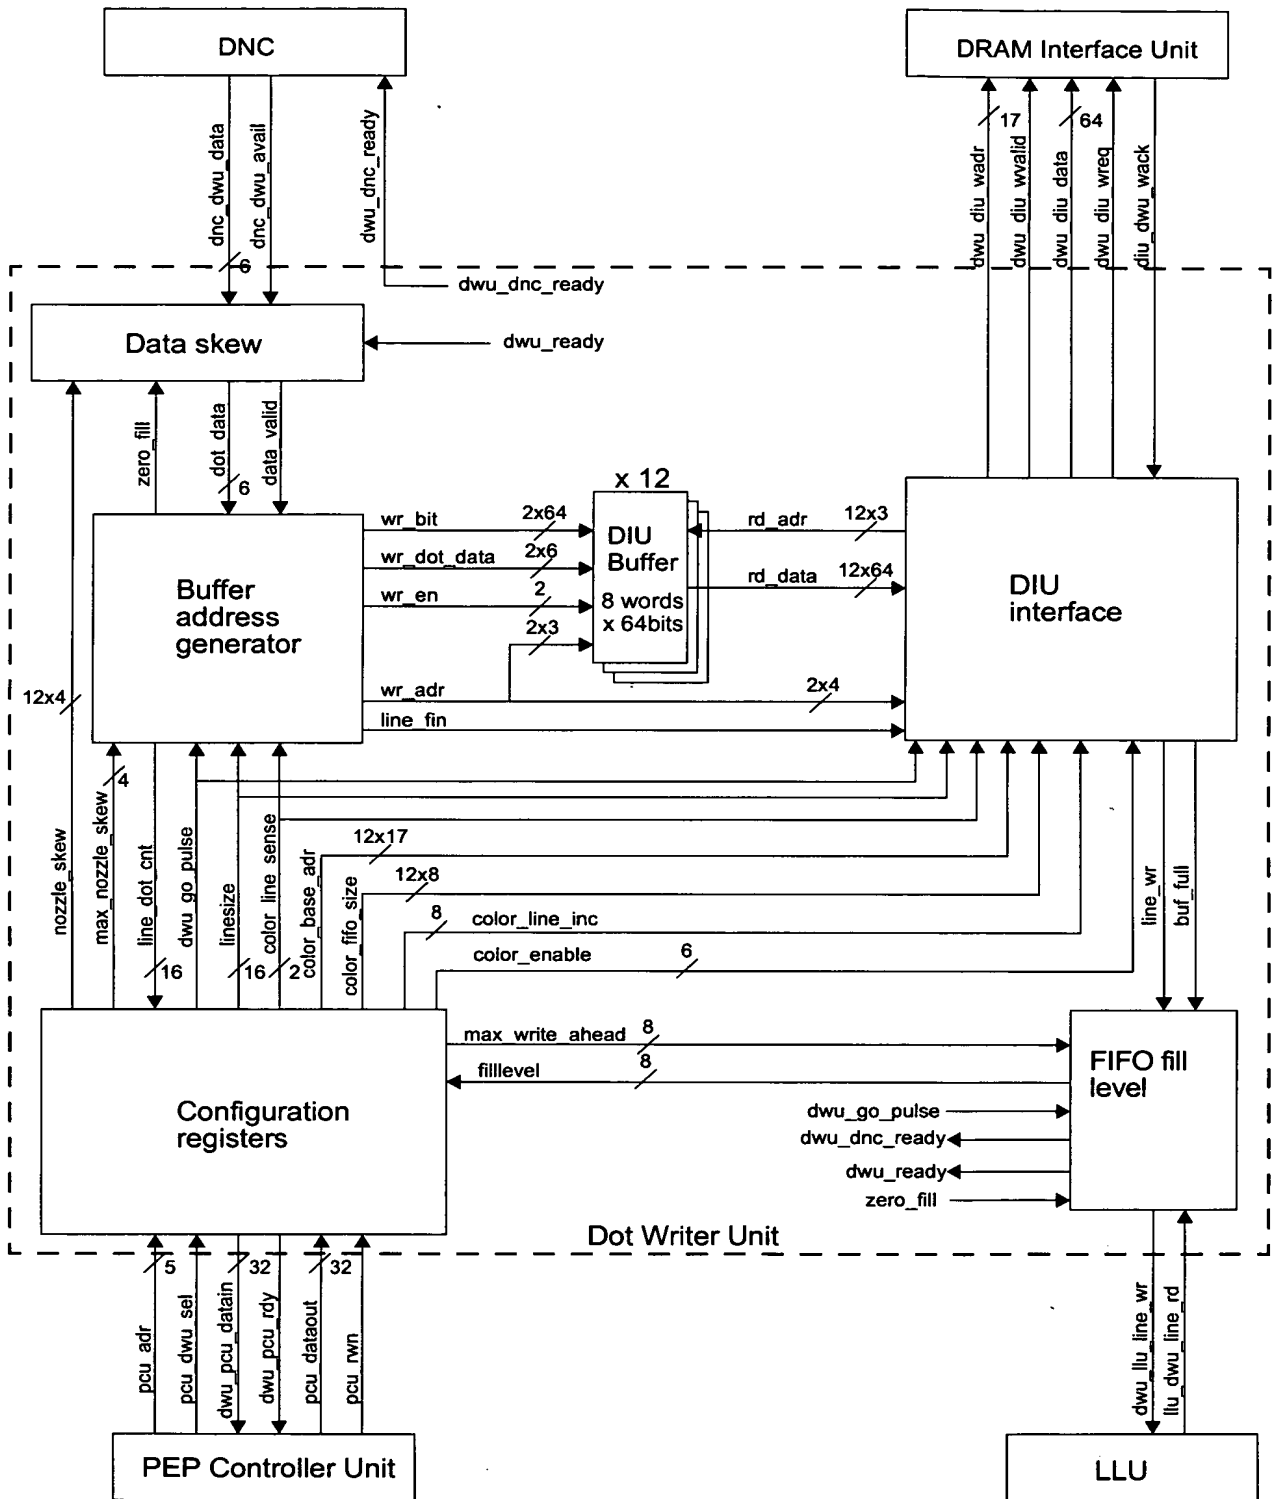 DNC
DRAM Interface Unit
dnc_dwu_data
dnc_dwu_avail
dwu_dnc_ready
6
dwu_diu_wadr
17
dwu_diu_wvalid
dwu_diu_data
64
dwu_diu_wreq
diu_dwu_wack
dwu_dnc_ready
Data skew
dwu_ready
zero_fill
dot_data
6
data_valid
x 12
DIU
Buffer
8 words
x 64bits
wr_bit
2x64
wr_dot_data
2x6
wr_en
2
2x3
rd_adr
12x3
rd_data
12x64
Buffer
address
generator
DIU
interface
wr_adr
2x4
line_fin
12x4
nozzle_skew
4
max_nozzle_skew
line_dot_cnt
16
dwu_go_pulse
linesize
16
color_line_sense
2
color_base_adr
12x17
color_fifo_size
12x8
8
color_line_inc
color_enable
6
line_wr
buf_full
Configuration
registers
max_write_ahead
8
filllevel
8
FIFO fill
level
dwu_go_pulse
dwu_dnc_ready
dwu_ready
zero_fill
Dot Writer Unit
pcu_adr
5
pcu_dwu_sel
dwu_pcu_datain
32
dwu_pcu_rdy
pcu_dataout
32
pcu_rwn
dwu_llu_line_wr
llu_dwu_line_rd
PEP Controller Unit
LLU